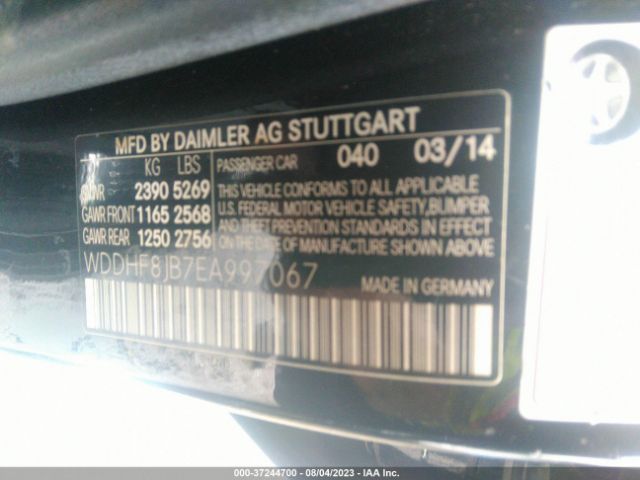 MFD BY DAIMLER AG STUTTGART
KG LBS PASSENGER CAR 040 03/14
GVWR 2390 5269 THIS VEHICLE CONFORMS TO ALL APPLICABLE
GAWR FRONT 1165 2568 U.S. FEDERAL MOTOR VEHICLE SAFETY, BUMPER
GAWR REAR 1250 2756 AND THEFT PREVENTION STANDARDS IN EFFECT
ON THE DATE OF MANUFACTURE SHOWN ABOVE
WDDHF8JB7EA997067 MADE IN GERMANY
000-37244700 - 08/04/2023 - IAA Inc.